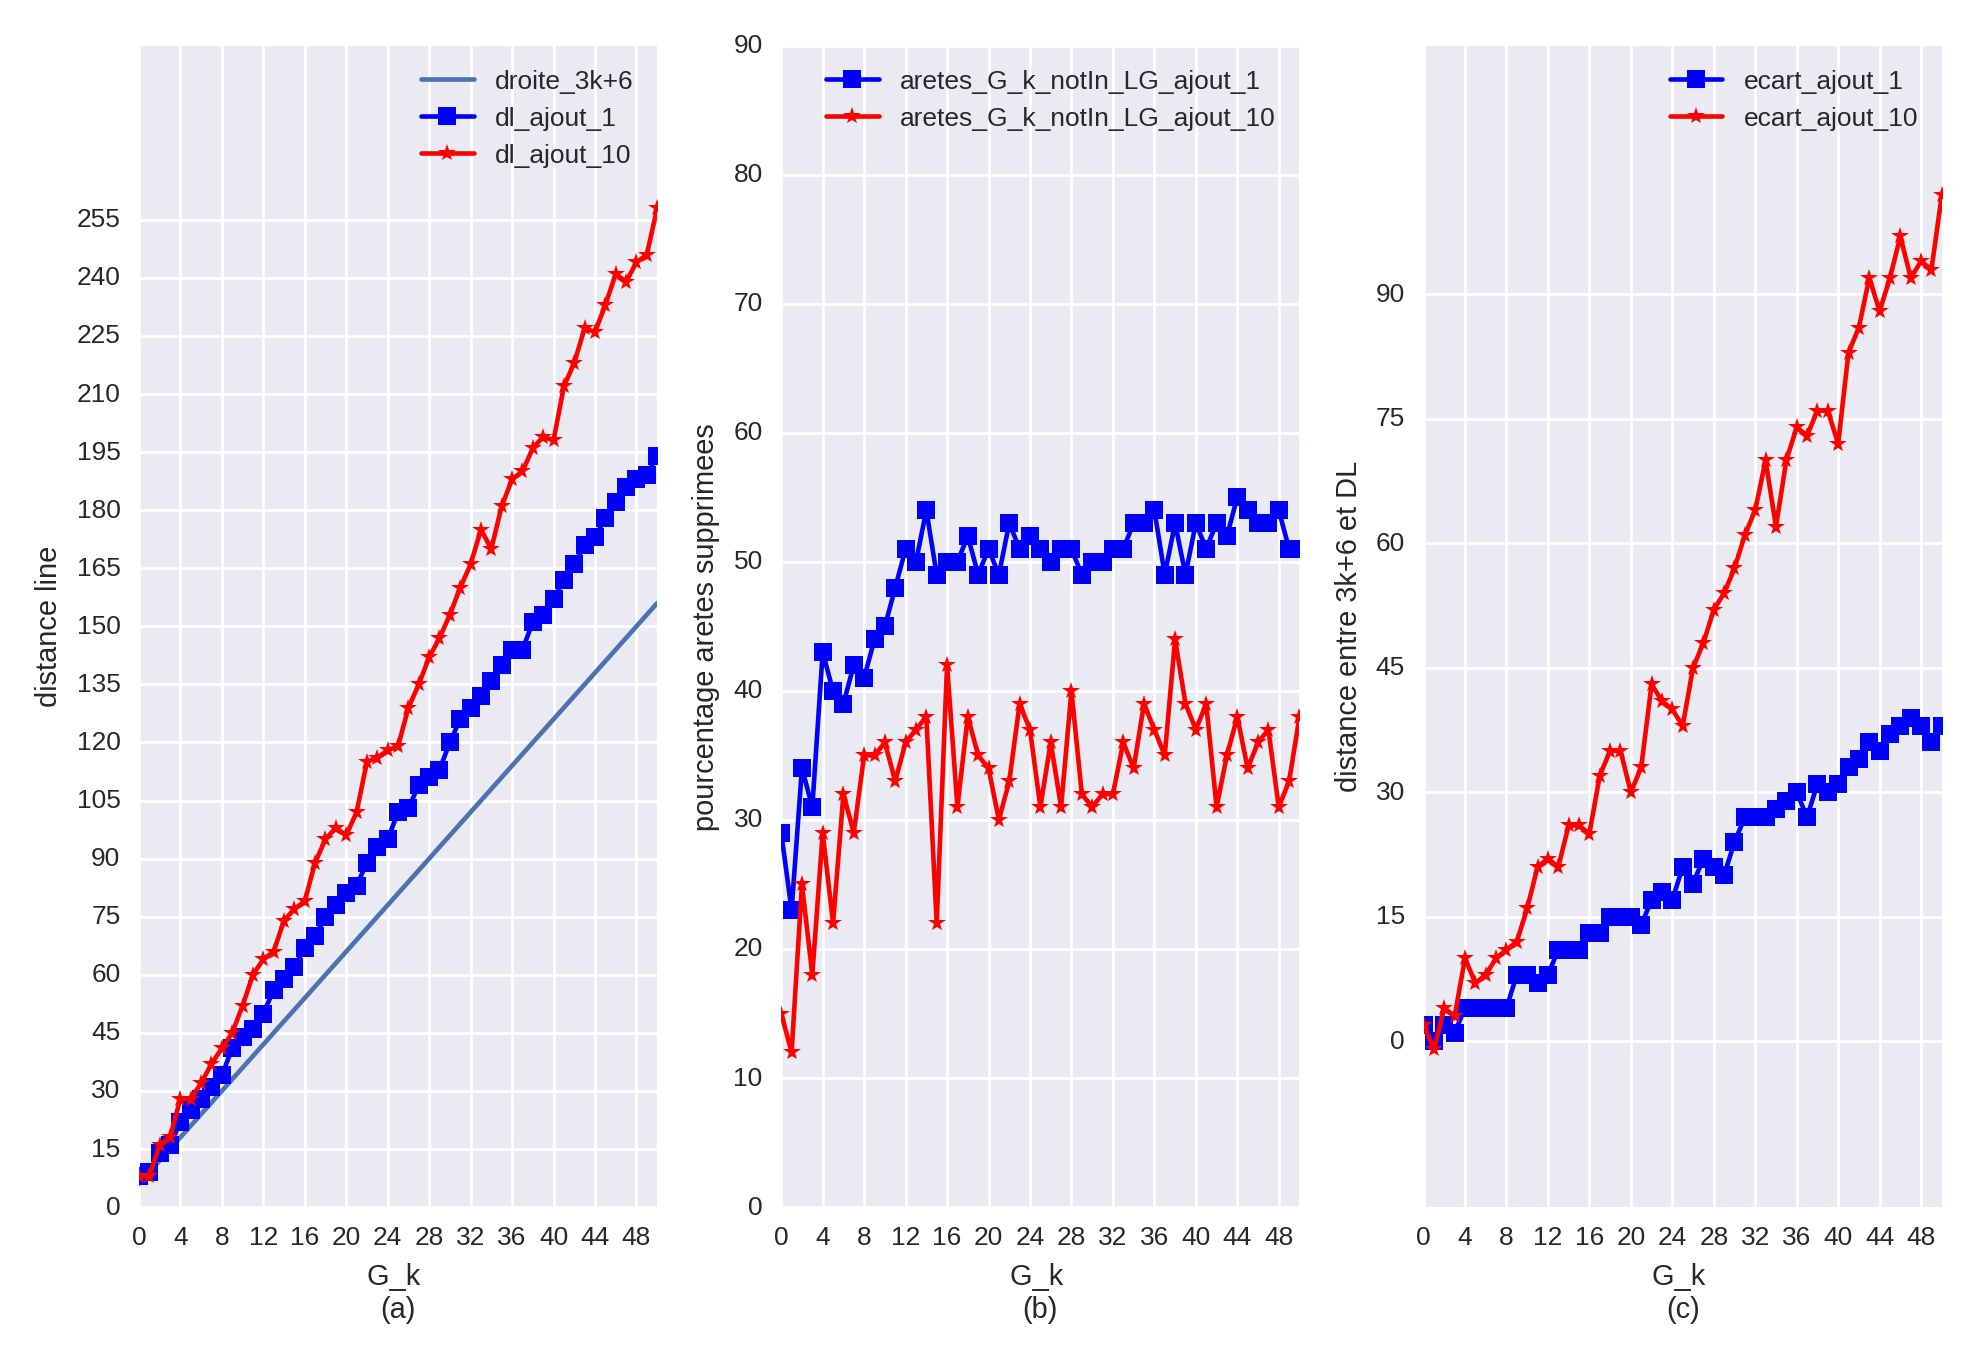 droite_3k+6
dl_ajout_1
dl_ajout_10
255
240
225
210
195
180
165
150
135
120
105
90
75
60
45
30
15
0
distance line
0 4 8 12 16 20 24 28 32 36 40 44 48
G_k
(a)
aretes_G_k_notIn_LG_ajout_1
aretes_G_k_notIn_LG_ajout_10
90
80
70
60
50
40
30
20
10
0
pourcentage aretes supprimees
0 4 8 12 16 20 24 28 32 36 40 44 48
G_k
(b)
ecart_ajout_1
ecart_ajout_10
90
75
60
45
30
15
0
distance entre 3k+6 et DL
0 4 8 12 16 20 24 28 32 36 40 44 48
G_k
(c)